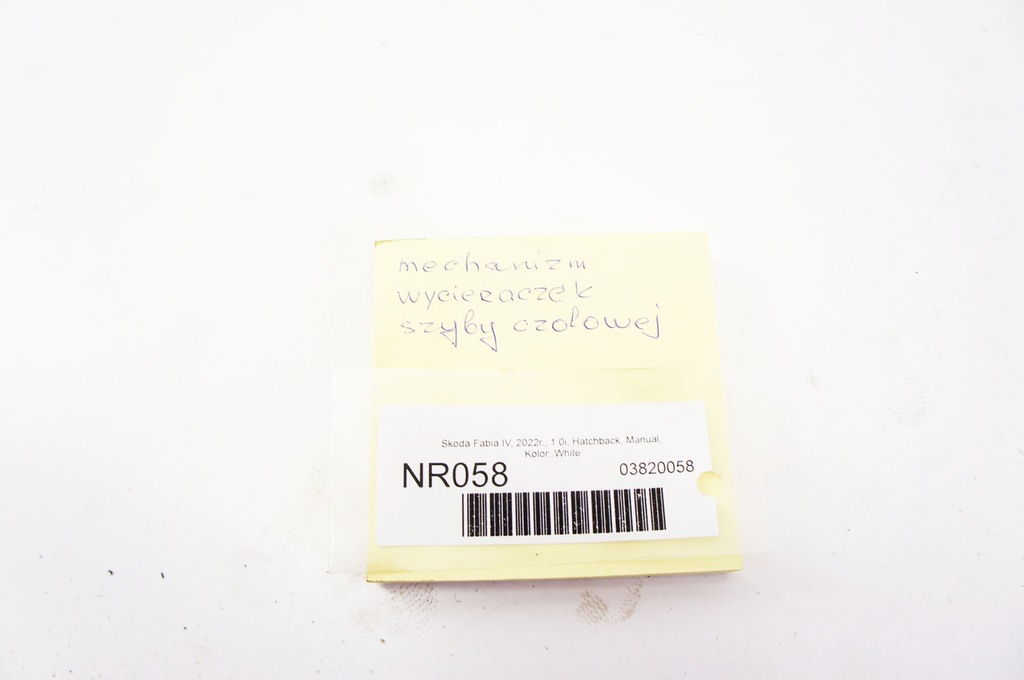 mechanizm
wycieraczek
szyby czołowej
Skoda Fabia IV, 2022r., 1.0i, Hatchback, Manual,
Kolor: White
NR058
03820058